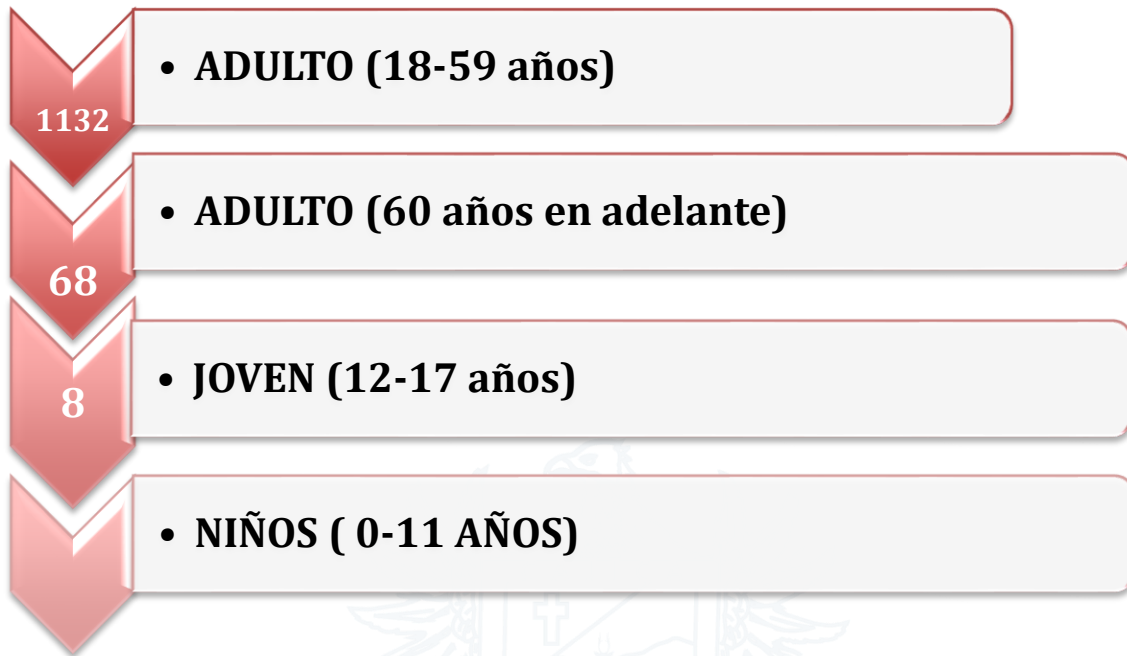 1132
• ADULTO (18-59 años)
68
• ADULTO (60 años en adelante)
8
• JOVEN (12-17 años)
• NIÑOS ( 0-11 AÑOS)